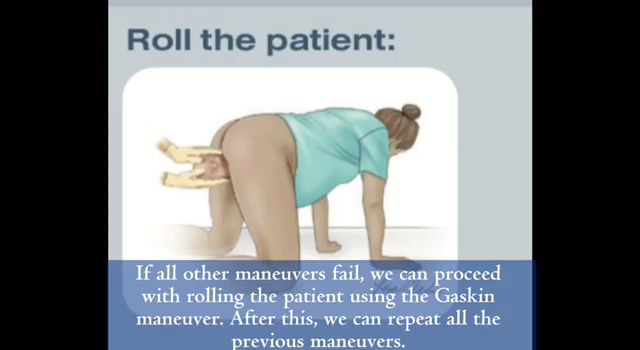 Roll the patient:
If all other maneuvers fail, we can proceed
with rolling the patient using the Gaskin
maneuver. After this, we can repeat all the
previous maneuvers.